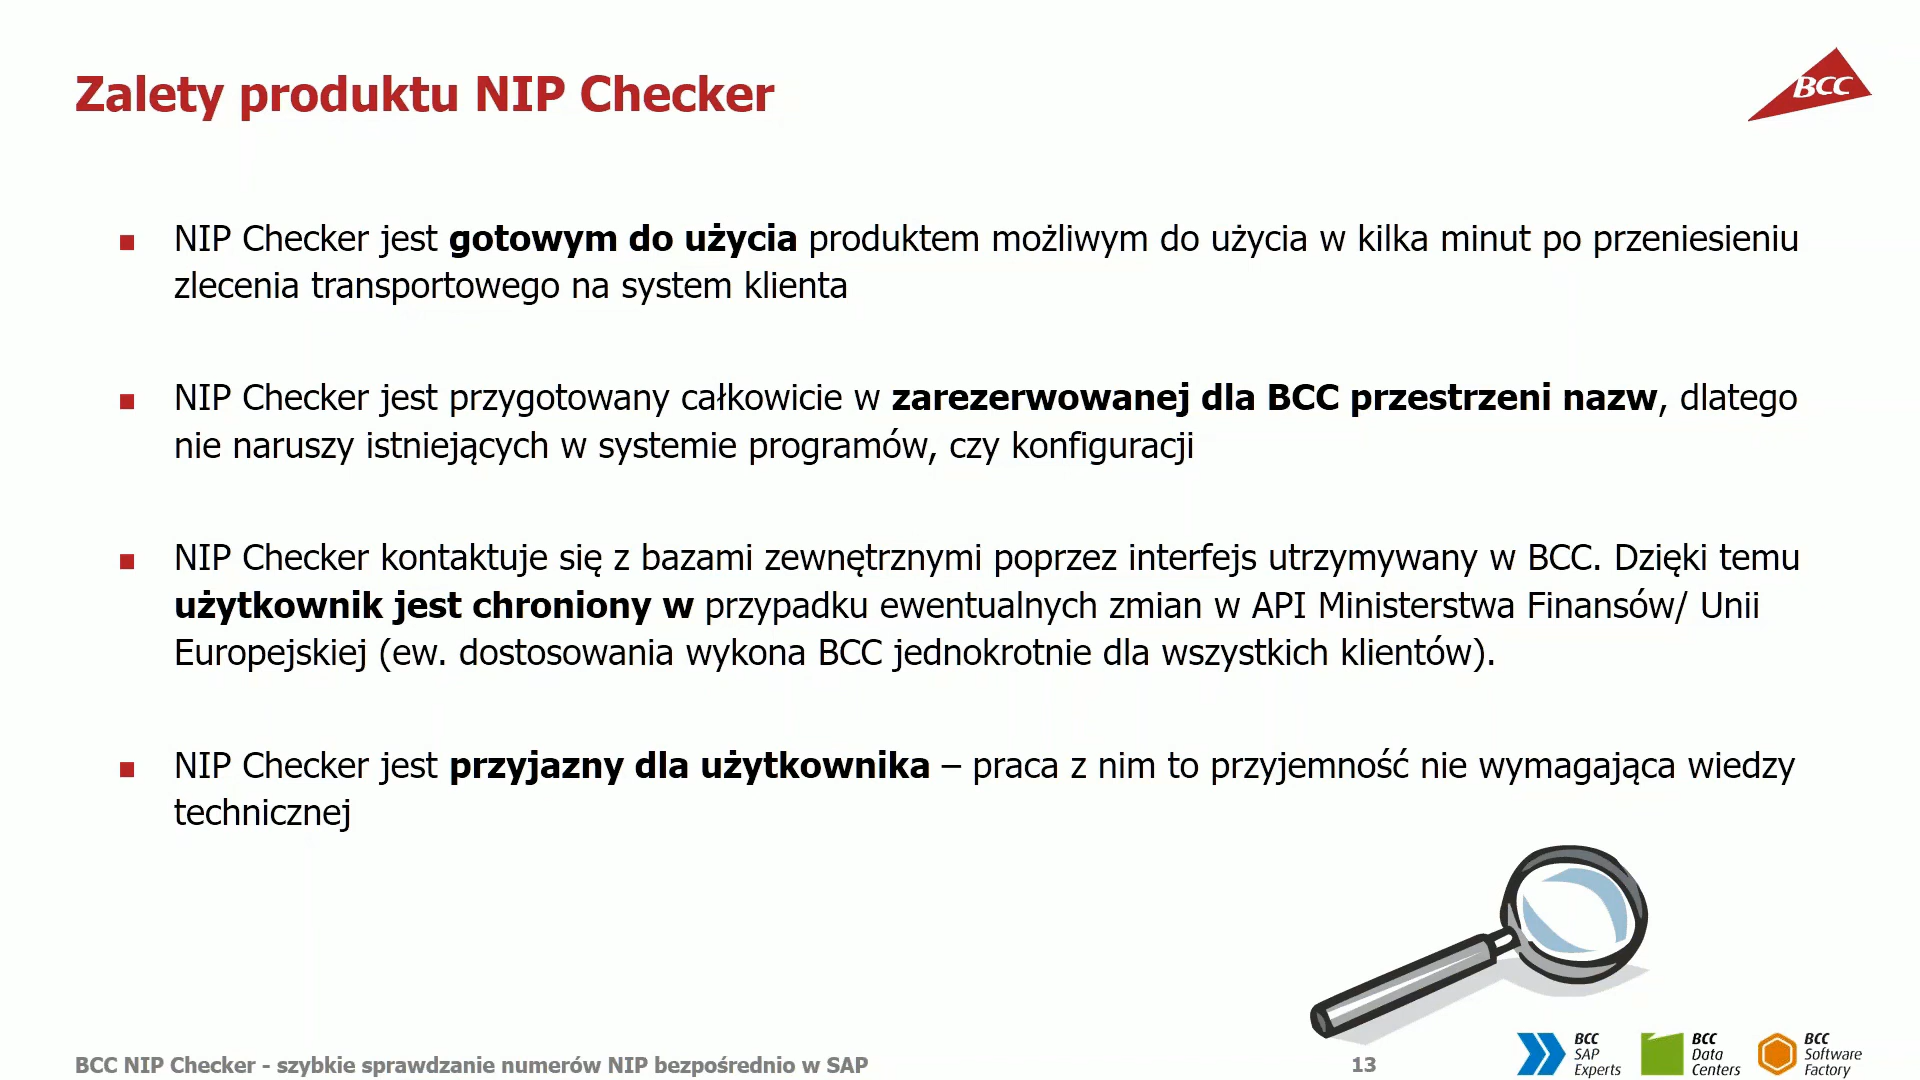 Zalety produktu NIP Checker
BCC
NIP Checker jest gotowym do użycia produktem możliwym do użycia w kilka minut po przeniesieniu
zlecenia transportowego na system klienta
NIP Checker jest przygotowany całkowicie w zarezerwowanej dla BCC przestrzeni nazw, dlatego
nie naruszy istniejących w systemie programów, czy konfiguracji
NIP Checker kontaktuje się z bazami zewnętrznymi poprzez interfejs utrzymywany w BCC. Dzięki temu
użytkownik jest chroniony w przypadku ewentualnych zmian w API Ministerstwa Finansów/ Unii
Europejskiej (ew. dostosowania wykona BCC jednokrotnie dla wszystkich klientów).
NIP Checker jest przyjazny dla użytkownika – praca z nim to przyjemność nie wymagająca wiedzy
technicznej
BCC NIP Checker - szybkie sprawdzanie numerów NIP bezpośrednio w SAP
13
BCC
SAP
Experts
BCC
Data
Centers
BCC
Software
Factory